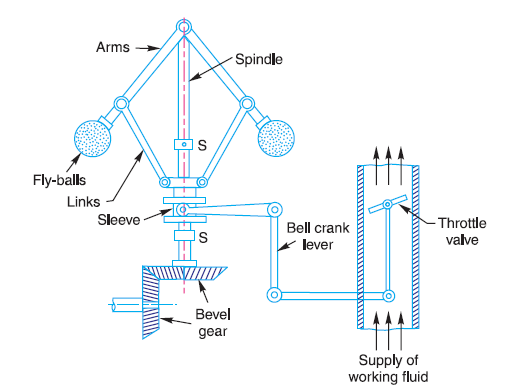 Arms
Spindle
S
Fly-balls
Links
Sleeve
S
Bell crank
lever
Throttle
valve
Bevel
gear
Supply of
working fluid